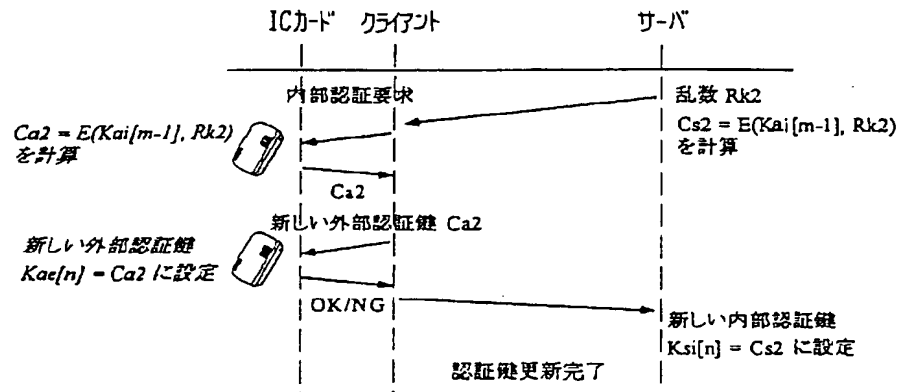 ICカード クライアント サーバ
内部認証要求
乱数 Rk2
Ca2 = E(Kai[m-1], Rk2)
を計算
Cs2 = E(Kai[m-1], Rk2)
を計算
Ca2
新しい外部認証鍵 Ca2
新しい外部認証鍵
Kae[n] = Ca2 に設定
OK/NG
新しい内部認証鍵
Ksi[n] = Cs2 に設定
認証鍵更新完了